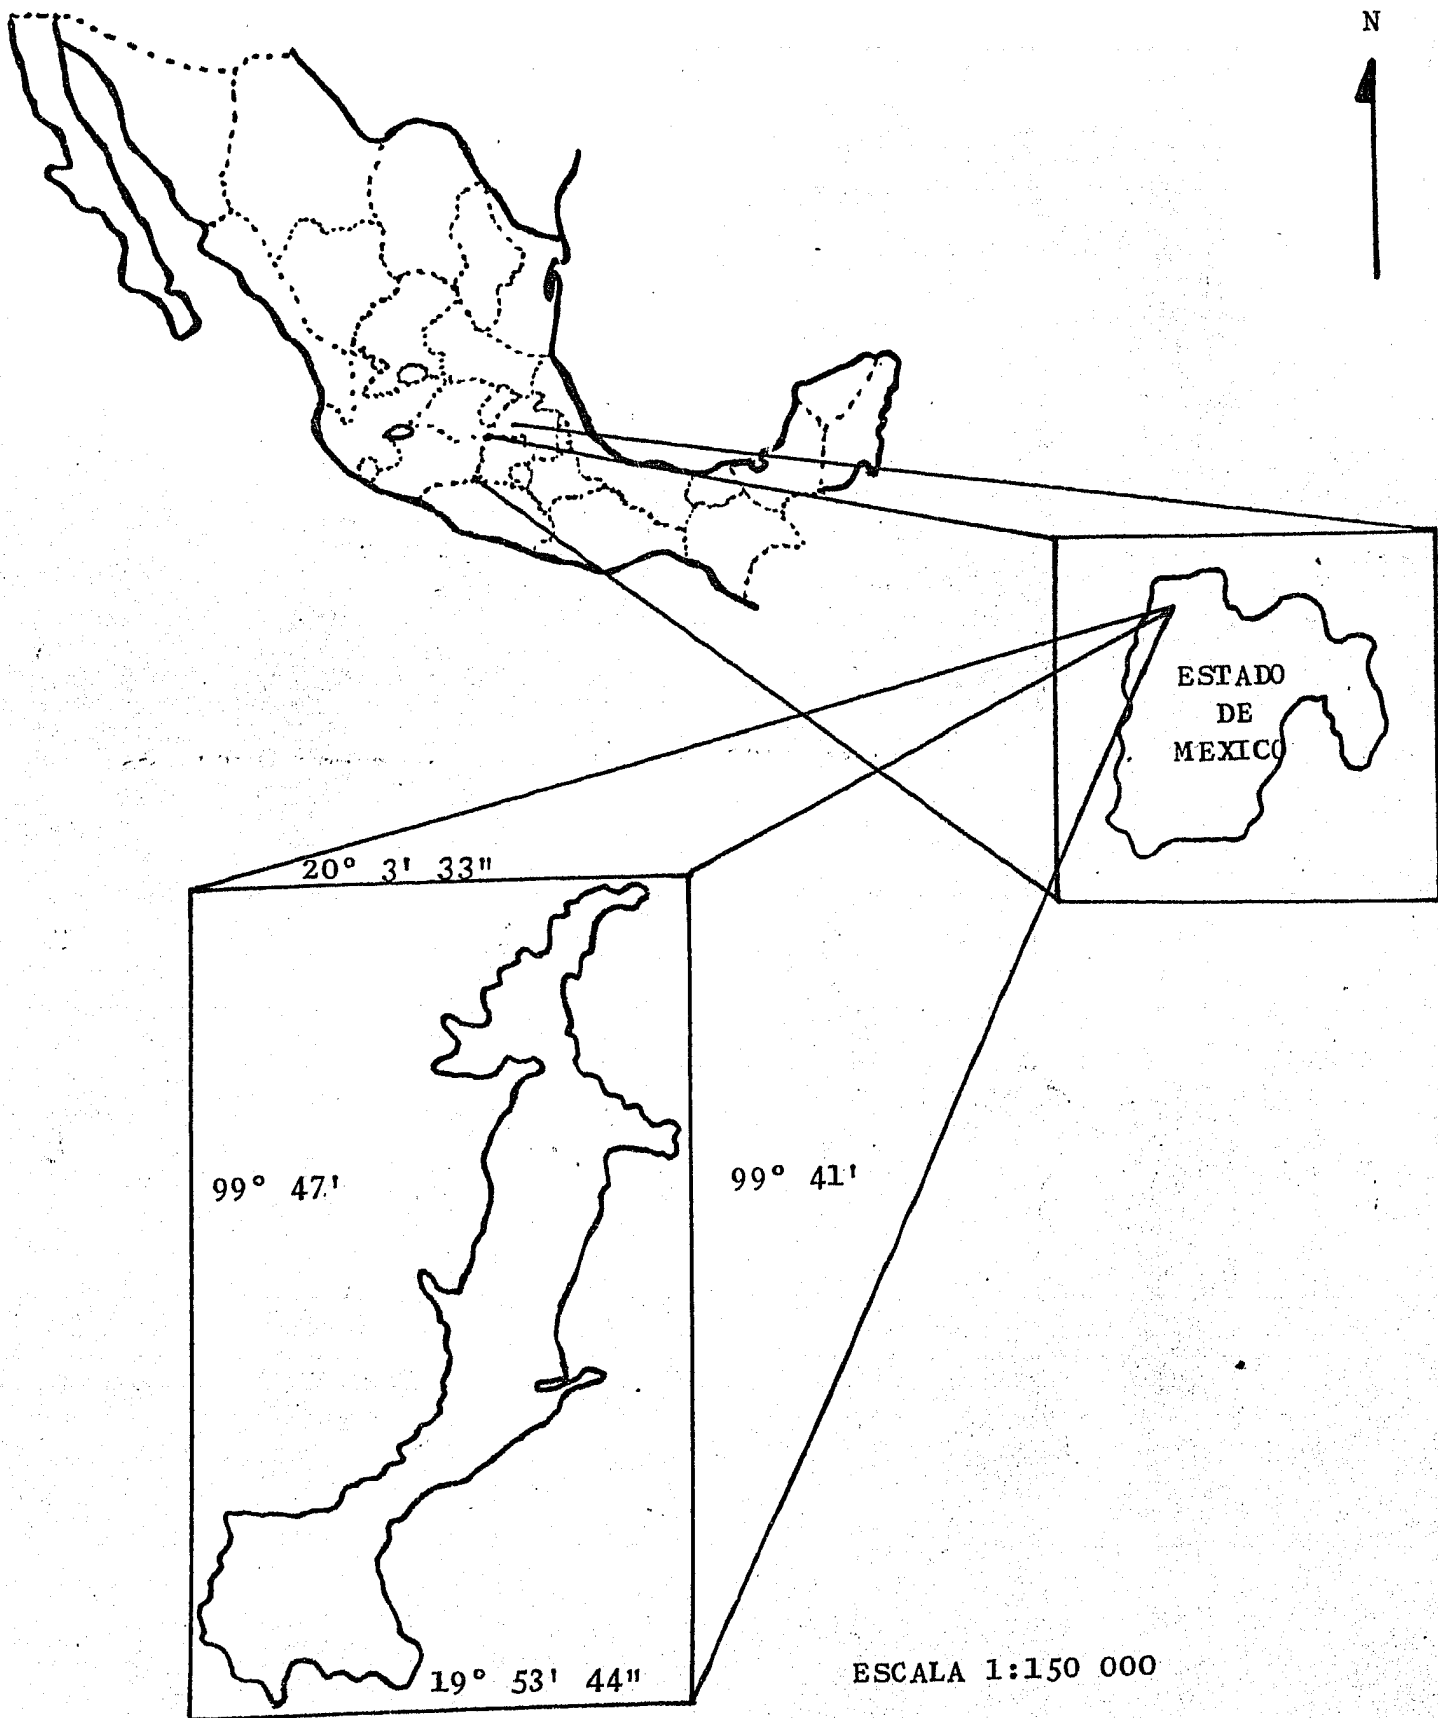 N
ESTADO
DE
MEXICO
20° 3' 33"
99° 47'
99° 41'
19° 53' 44"
ESCALA 1:150 000